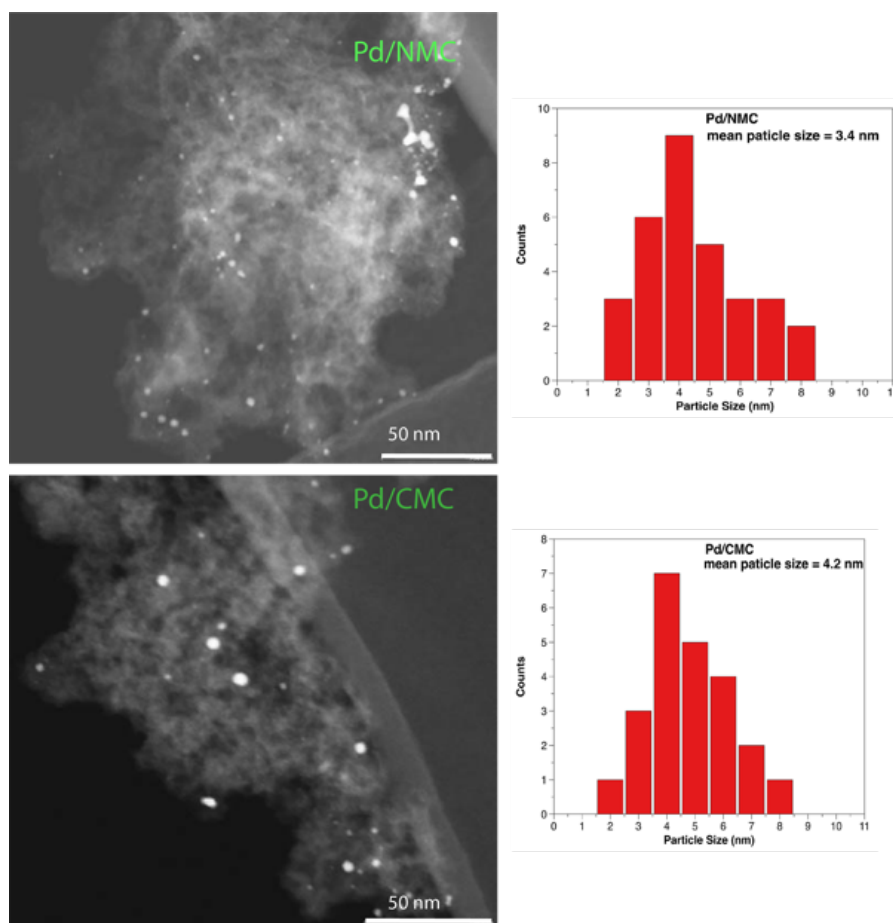 Pd/NMC
50 nm
Pd/NMC
mean paticle size = 3.4 nm
10
8
6
4
2
0
Counts
0 1 2 3 4 5 6 7 8 9 10 1
Particle Size (nm)
Pd/CMC
50 nm
Pd/CMC
mean paticle size = 4.2 nm
8
7
6
5
4
3
2
1
0
Counts
0 1 2 3 4 5 6 7 8 9 10 11
Particle Size (nm)